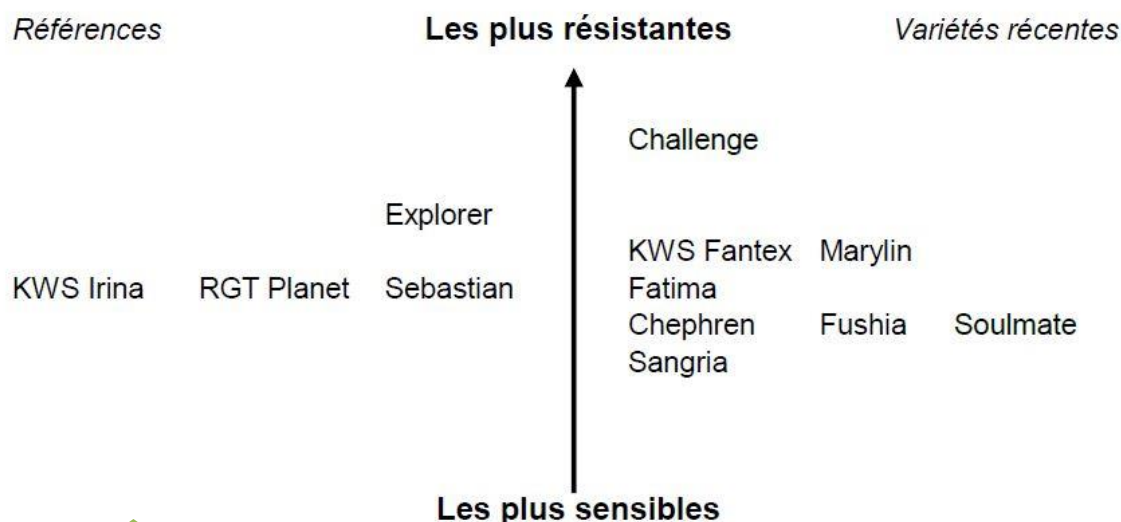 Références Les plus résistantes Variétés récentes
Challenge
Explorer
KWS Fantex Marylin
KWS Irina RGT Planet Sebastian Fatima
Chephren Fushia Soulmate
Sangria
Les plus sensibles